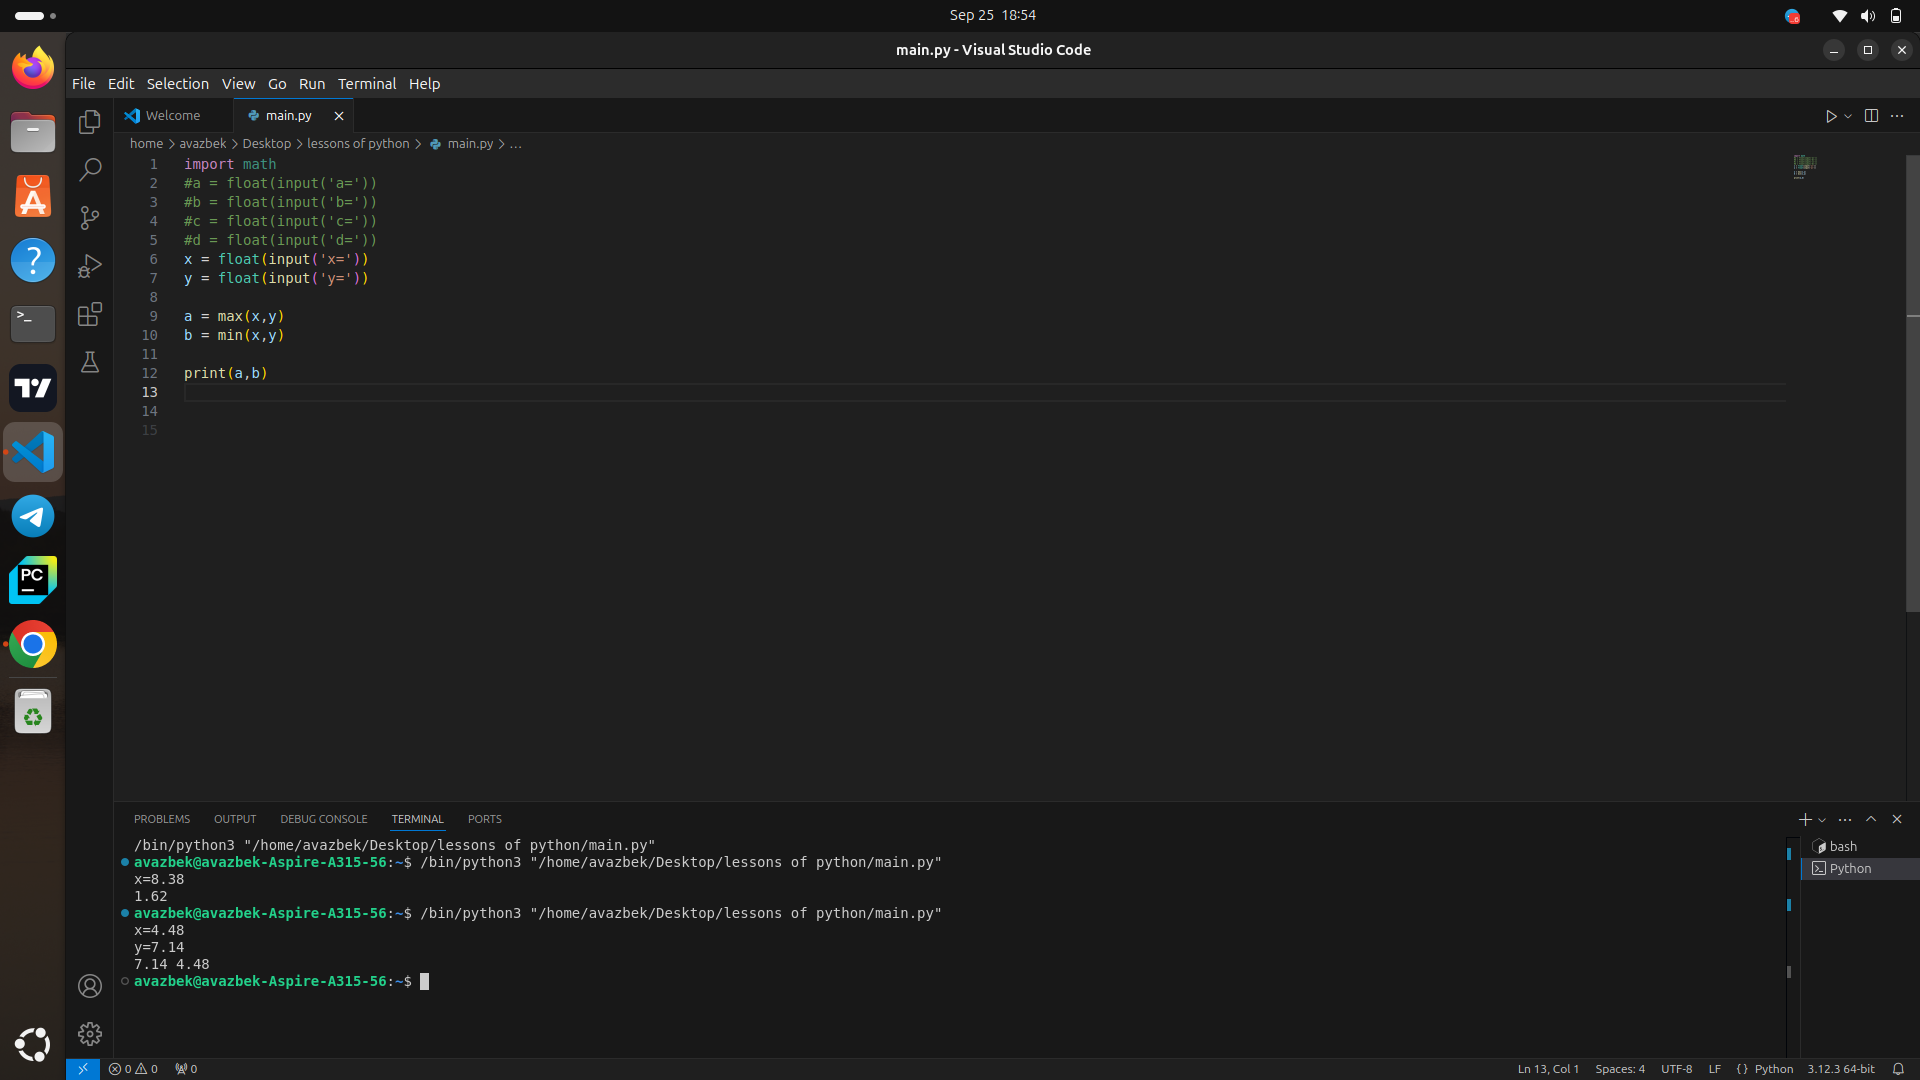 Sep 25 18:54
main.py - Visual Studio Code
File Edit Selection View Go Run Terminal Help
Welcome main.py
home > avazbek > Desktop > lessons of python > main.py > ...
1 import math
2 #a = float(input('a='))
3 #b = float(input('b='))
4 #c = float(input('c='))
5 #d = float(input('d='))
6 x = float(input('x='))
7 y = float(input('y='))
8
9 a = max(x,y)
10 b = min(x,y)
11
12 print(a,b)
13
14
15
PROBLEMS OUTPUT DEBUG CONSOLE TERMINAL PORTS
/bin/python3 "/home/avazbek/Desktop/lessons of python/main.py"
avazbek@avazbek-Aspire-A315-56:~$ /bin/python3 "/home/avazbek/Desktop/lessons of python/main.py"
x=8.38
1.62
avazbek@avazbek-Aspire-A315-56:~$ /bin/python3 "/home/avazbek/Desktop/lessons of python/main.py"
x=4.48
y=7.14
7.14 4.48
avazbek@avazbek-Aspire-A315-56:~$
bash
Python
0 0 0
Ln 13, Col 1 Spaces: 4 UTF-8 LF {} Python 3.12.3 64-bit
PC